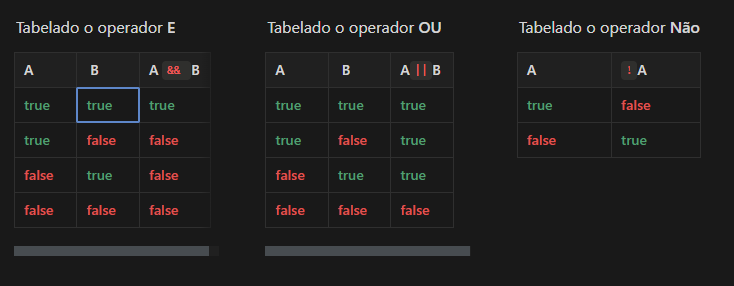 Tabelado o operador E
A B A && B
true true true
true false false
false true false
false false false
Tabelado o operador OU
A B A || B
true true true
true false true
false true true
false false false
Tabelado o operador Não
A ! A
true false
false true